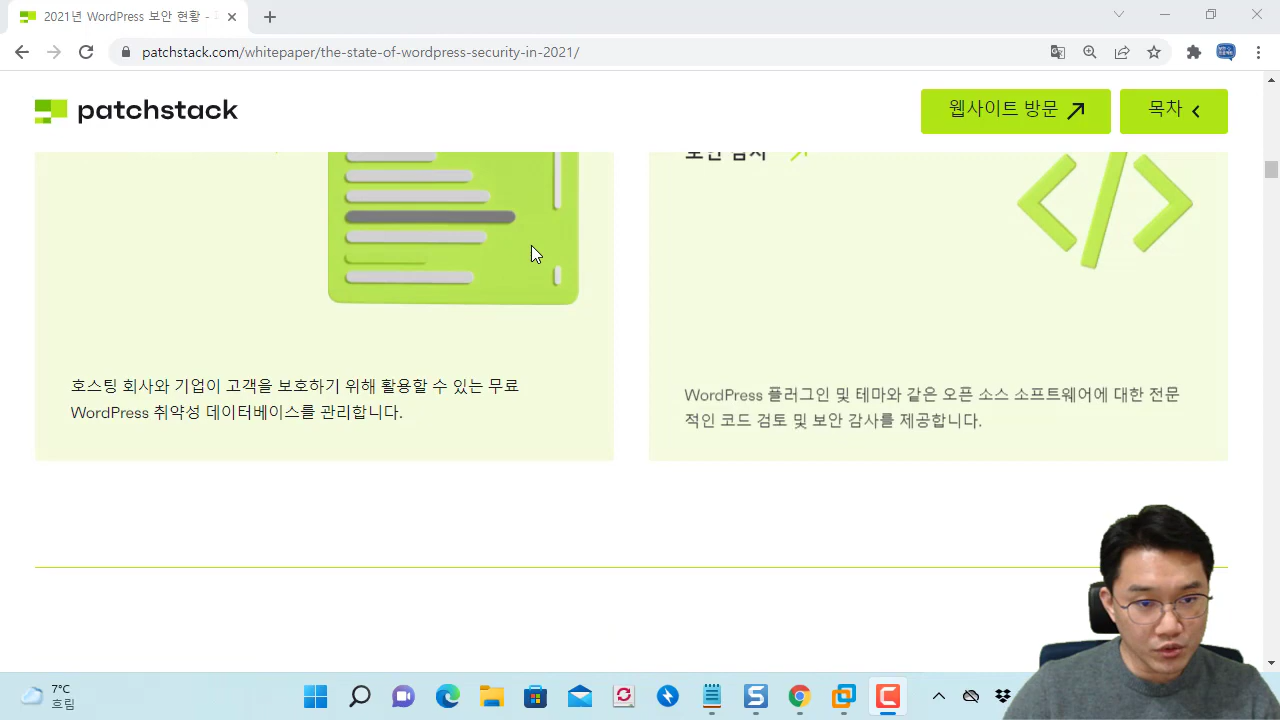 2021년 WordPress 보안 현황 -
patchstack.com/whitepaper/the-state-of-wordpress-security-in-2021/
patchstack
웹사이트 방문
목차
보안 감사
호스팅 회사와 기업이 고객을 보호하기 위해 활용할 수 있는 무료
WordPress 취약성 데이터베이스를 관리합니다.
WordPress 플러그인 및 테마와 같은 오픈 소스 소프트웨어에 대한 전문
적인 코드 검토 및 보안 감사를 제공합니다.
7°C
흐림